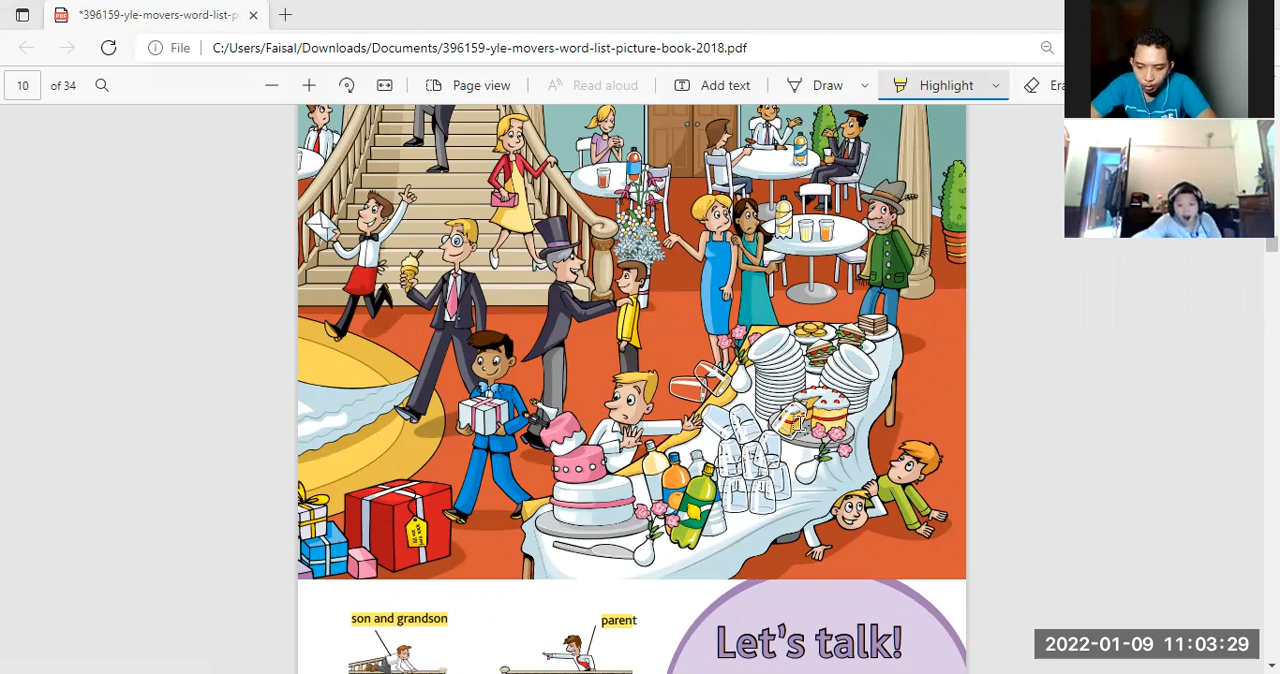 *396159-yle-movers-word-list-p
File C:/Users/Faisal/Downloads/Documents/396159-yle-movers-word-list-picture-book-2018.pdf
10 of 34 Page view Read aloud Add text Draw Highlight Era
son and grandson
parent
Let's talk!
2022-01-09 11:03:29